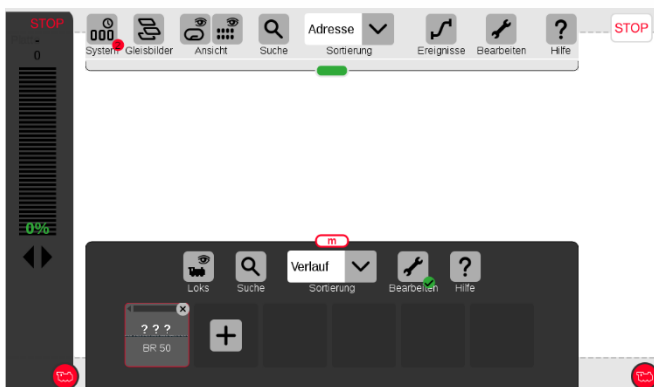 STOP
0
System
2
Gleisbilder
Ansicht
Suche
Adresse
Sortierung
Ereignisse
Bearbeiten
?
Hilfe
STOP
0%
m
Loks
Suche
Verlauf
Sortierung
Bearbeiten
?
Hilfe
? ? ?
BR 50